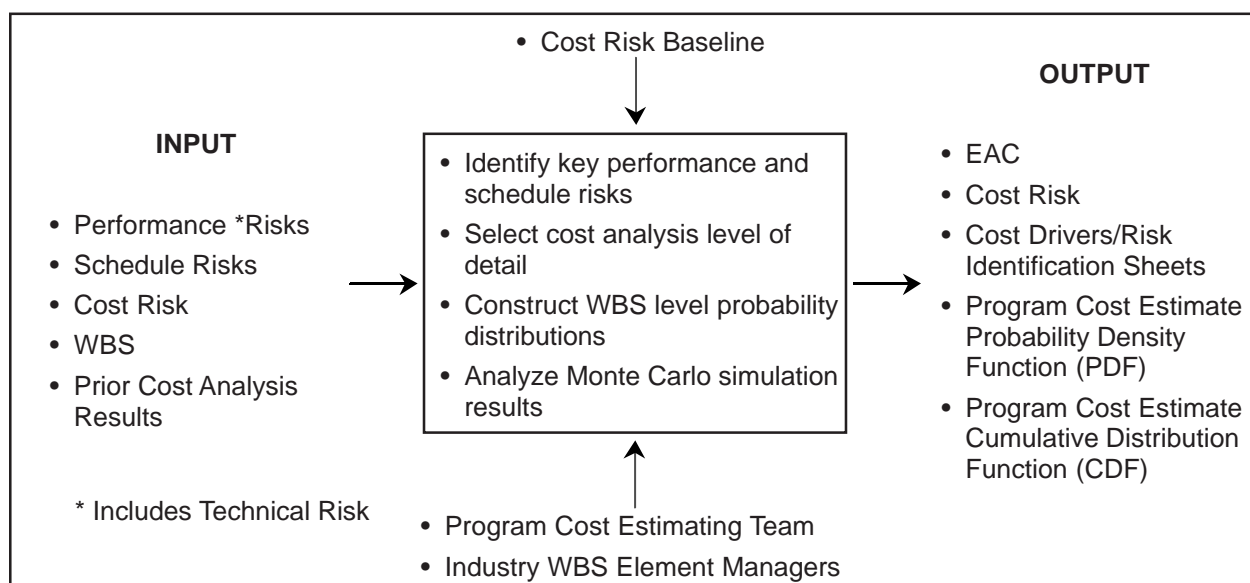 • Cost Risk Baseline
INPUT
• Performance *Risks
• Schedule Risks
• Cost Risk
• WBS
• Prior Cost Analysis
Results
* Includes Technical Risk
• Identify key performance and
schedule risks
• Select cost analysis level of
detail
• Construct WBS level probability
distributions
• Analyze Monte Carlo simulation
results
• Program Cost Estimating Team
• Industry WBS Element Managers
OUTPUT
• EAC
• Cost Risk
• Cost Drivers/Risk
Identification Sheets
• Program Cost Estimate
Probability Density
Function (PDF)
• Program Cost Estimate
Cumulative Distribution
Function (CDF)